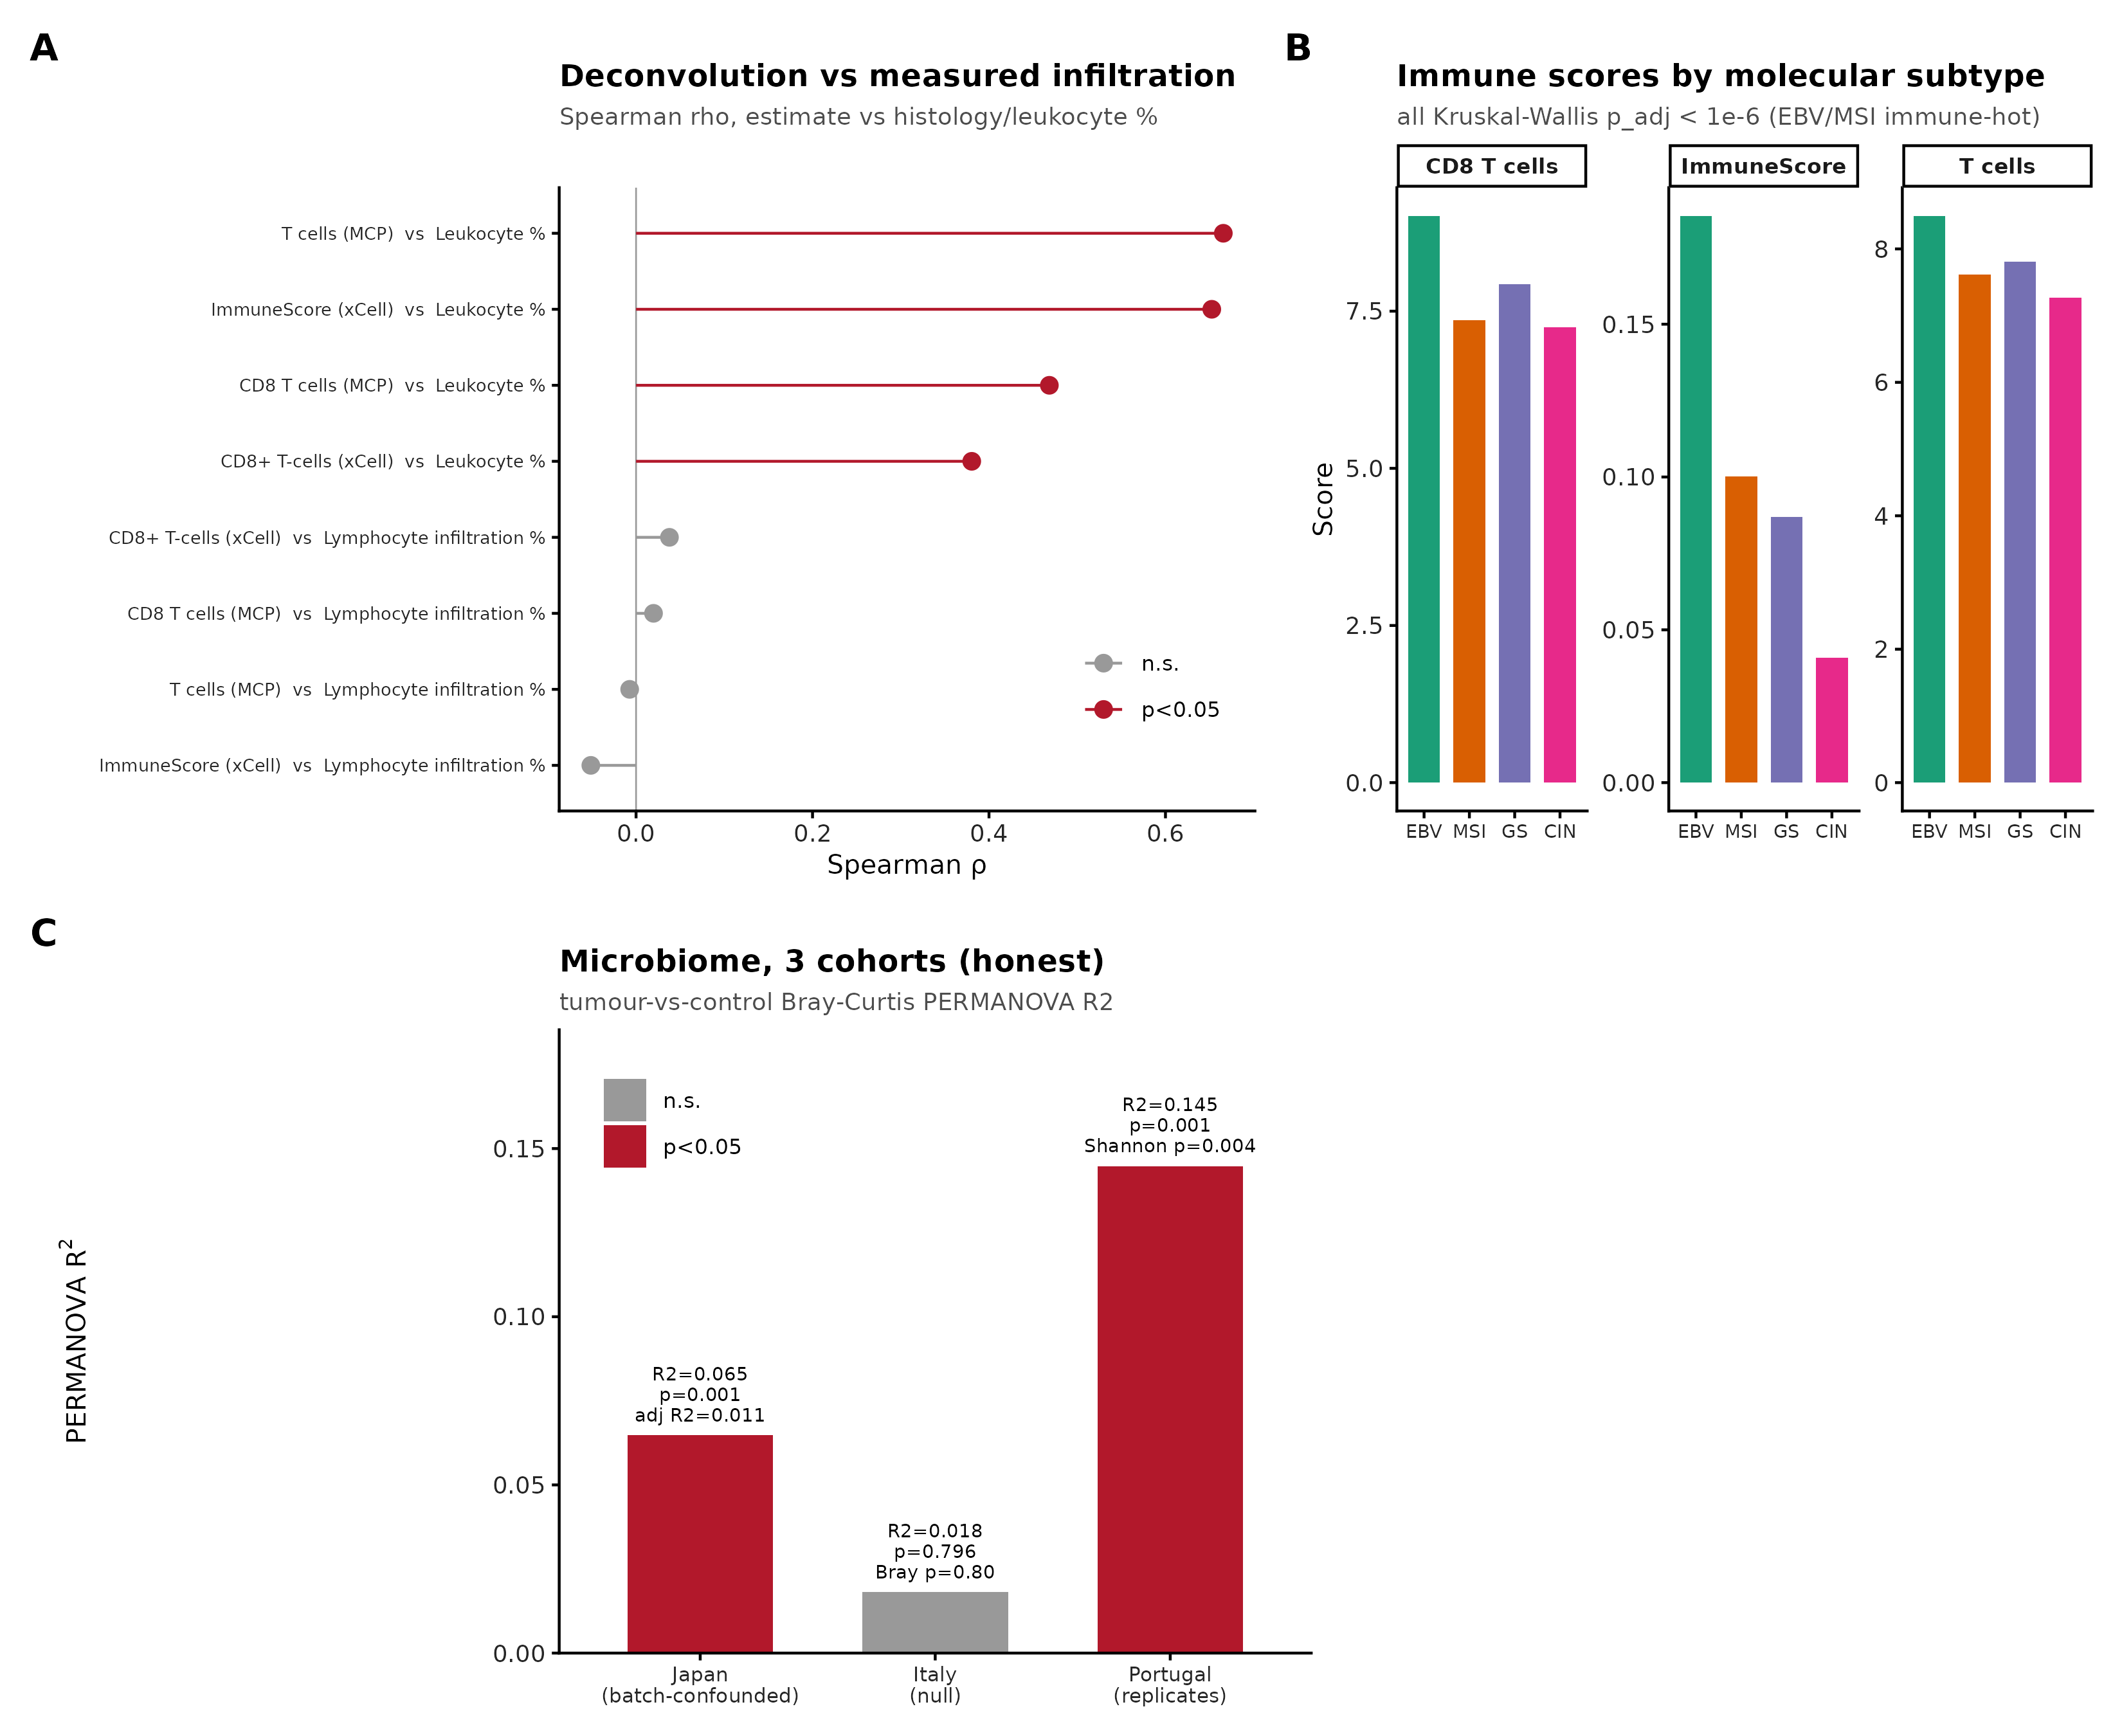 A
Deconvolution vs measured infiltration
Spearman rho, estimate vs histology/leukocyte %
T cells (MCP) vs Leukocyte %
ImmuneScore (xCell) vs Leukocyte %
CD8 T cells (MCP) vs Leukocyte %
CD8+ T-cells (xCell) vs Leukocyte %
CD8+ T-cells (xCell) vs Lymphocyte infiltration %
CD8 T cells (MCP) vs Lymphocyte infiltration %
T cells (MCP) vs Lymphocyte infiltration %
ImmuneScore (xCell) vs Lymphocyte infiltration %
n.s.
p<0.05
0.0 0.2 0.4 0.6
Spearman ρ
B
Immune scores by molecular subtype
all Kruskal-Wallis p_adj < 1e-6 (EBV/MSI immune-hot)
Score
CD8 T cells
7.5
5.0
2.5
0.0
EBV MSI GS CIN
ImmuneScore
0.15
0.10
0.05
0.00
EBV MSI GS CIN
T cells
8
6
4
2
0
EBV MSI GS CIN
C
Microbiome, 3 cohorts (honest)
tumour-vs-control Bray-Curtis PERMANOVA R2
PERMANOVA R²
0.15
0.10
0.05
0.00
n.s.
p<0.05
R2=0.065
p=0.001
adj R2=0.011
R2=0.018
p=0.796
Bray p=0.80
R2=0.145
p=0.001
Shannon p=0.004
Japan
(batch-confounded)
Italy
(null)
Portugal
(replicates)